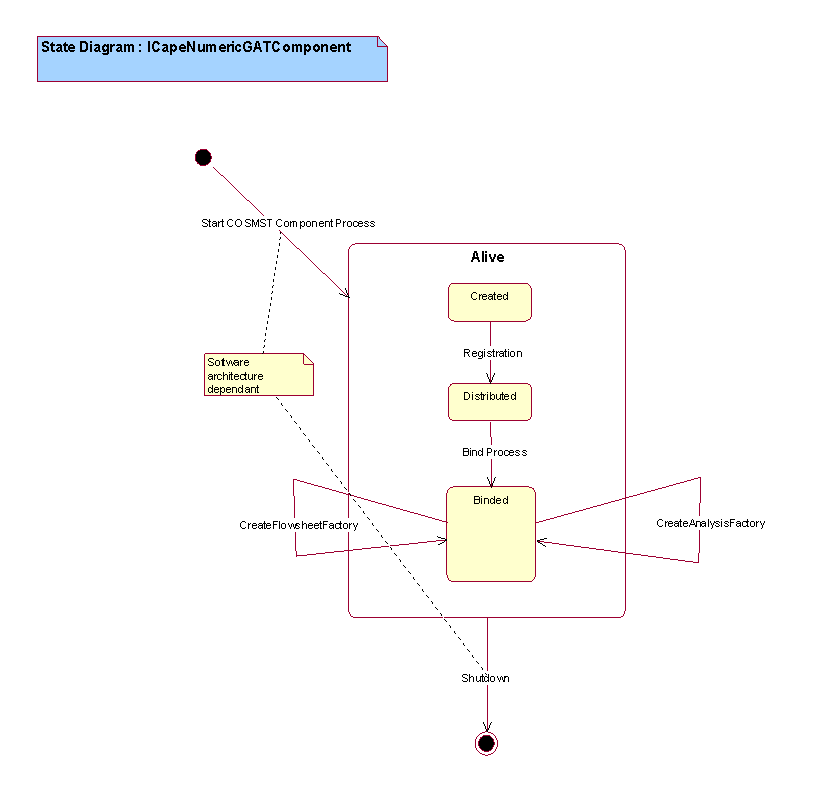 State Diagram : ICapeNumericGATComponent
Start COSMST Component Process
Alive
Created
Registration
Software
architecture
dependant
Distributed
Bind Process
Binded
CreateFlowsheetFactory
CreateAnalysisFactory
Shutdown